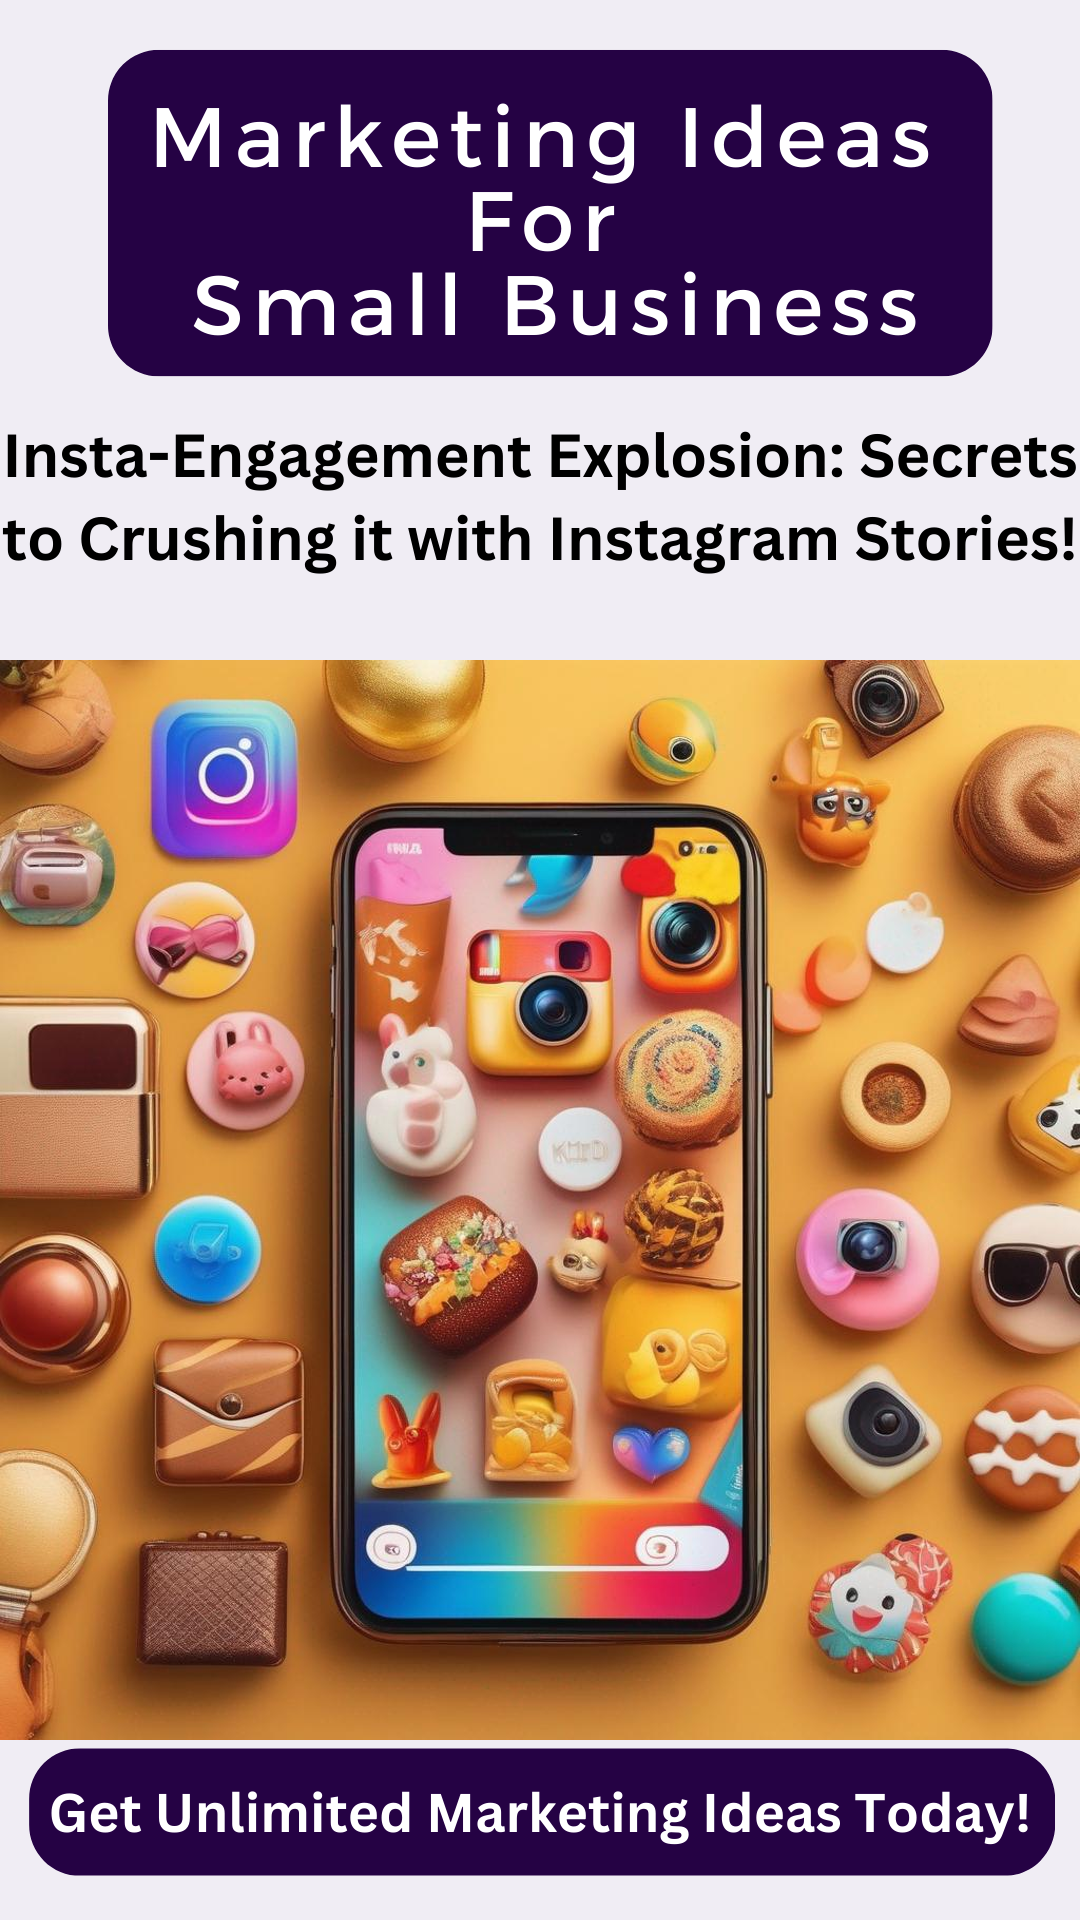 Marketing Ideas
For
Small Business
Insta-Engagement Explosion: Secrets
to Crushing it with Instagram Stories!
Get Unlimited Marketing Ideas Today!